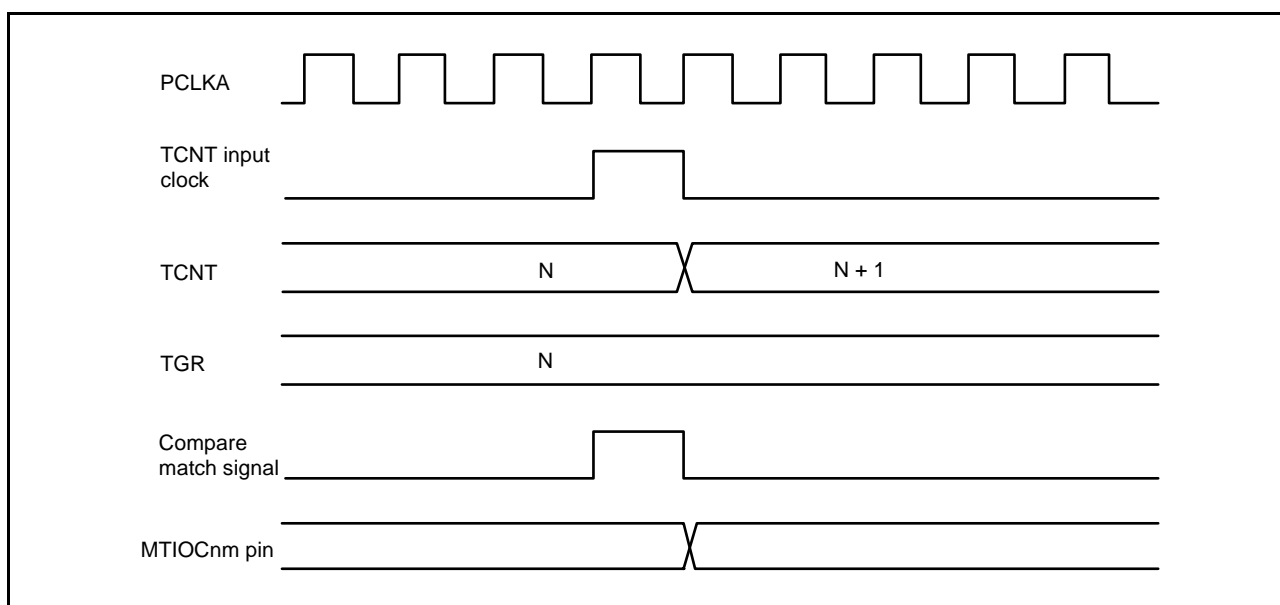 PCLKA
TCNT input
clock
TCNT
N
N + 1
TGR
N
Compare
match signal
MTIOCnm pin